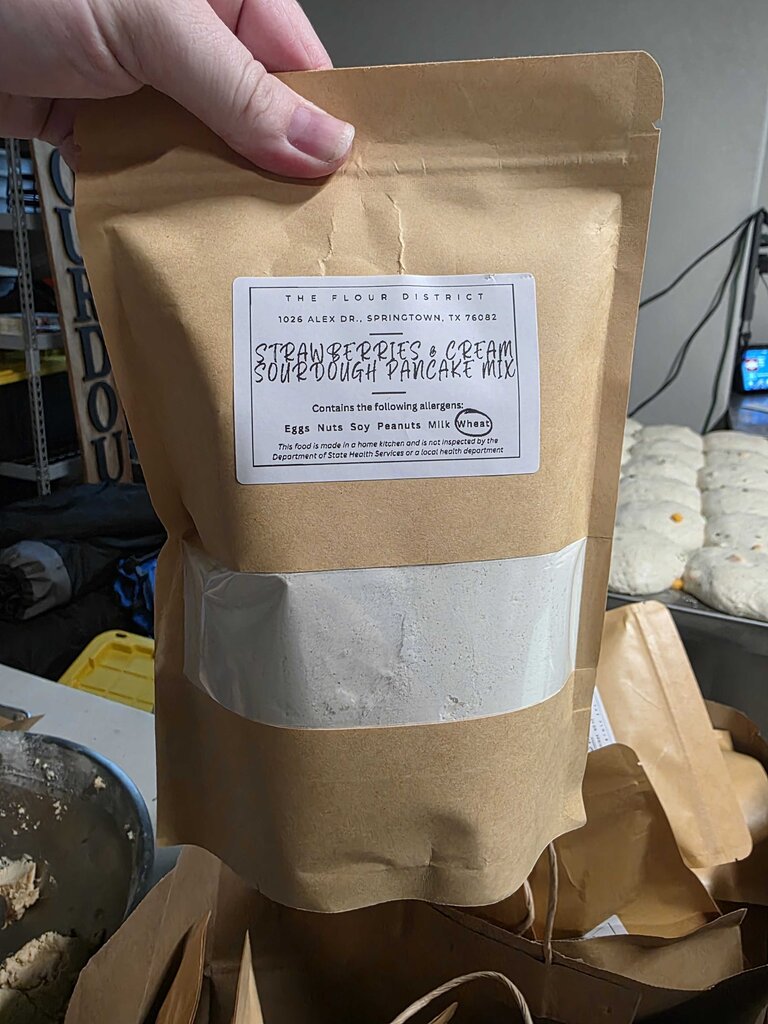 THE FLOUR DISTRICT
1026 ALEX DR., SPRINGTOWN, TX 76082
STRAWBERRIES & CREAM
SOURDOUGH PANCAKE MIX
Contains the following allergens:
Eggs Nuts Soy Peanuts Milk Wheat
This food is made in a home kitchen and is not inspected by the
Department of State Health Services or a local health department
OURDOU